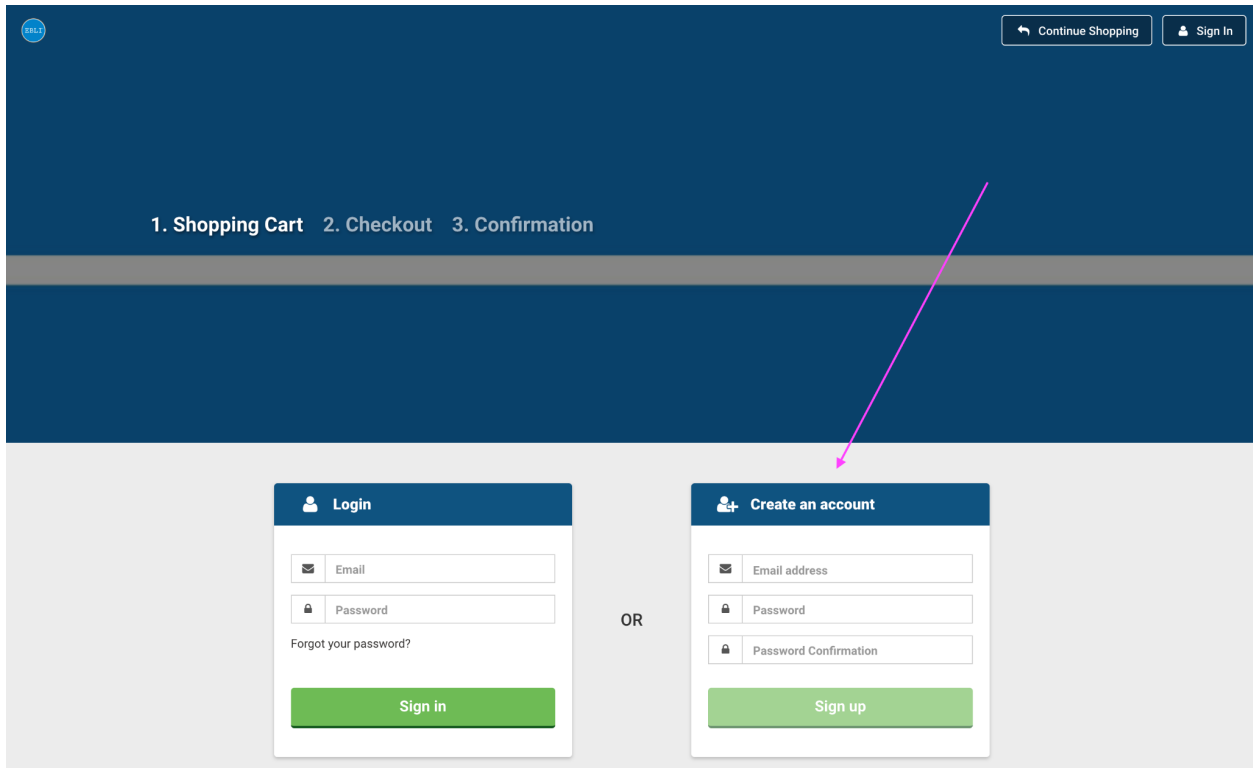 EBLI
Continue Shopping
Sign In
1. Shopping Cart 2. Checkout 3. Confirmation
Login
Email
Password
Forgot your password?
Sign in
OR
Create an account
Email address
Password
Password Confirmation
Sign up